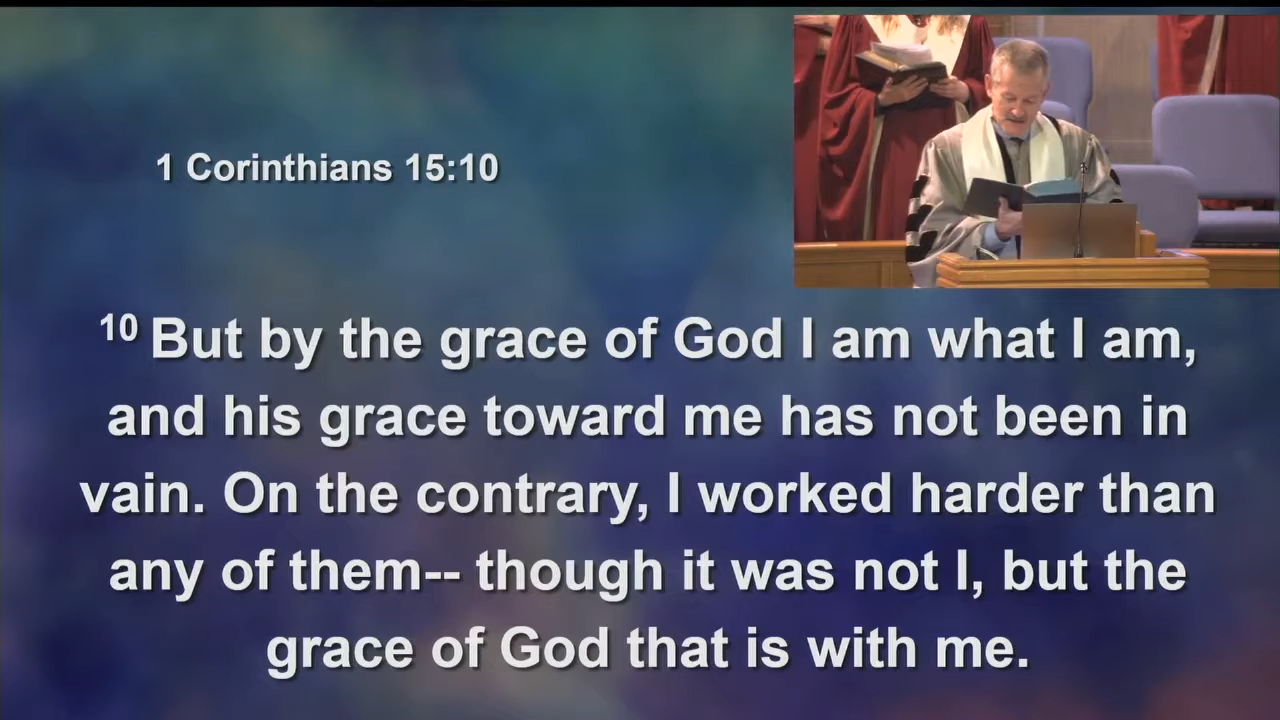 1 Corinthians 15:10
10 But by the grace of God I am what I am,
and his grace toward me has not been in
vain. On the contrary, I worked harder than
any of them-- though it was not I, but the
grace of God that is with me.